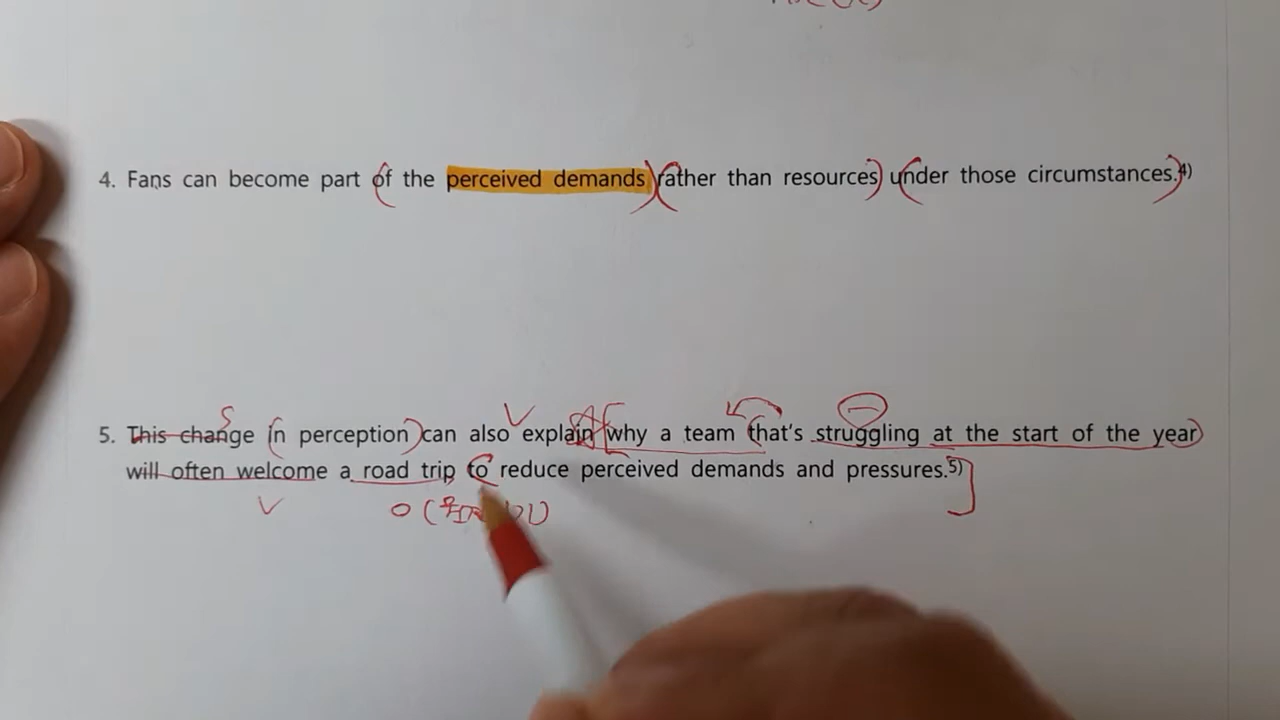 4. Fans can become part of the perceived demands rather than resources under those circumstances.4)
S V
5. This change in perception can also explain why a team that's struggling at the start of the year
will often welcome a road trip to reduce perceived demands and pressures.5)
V O